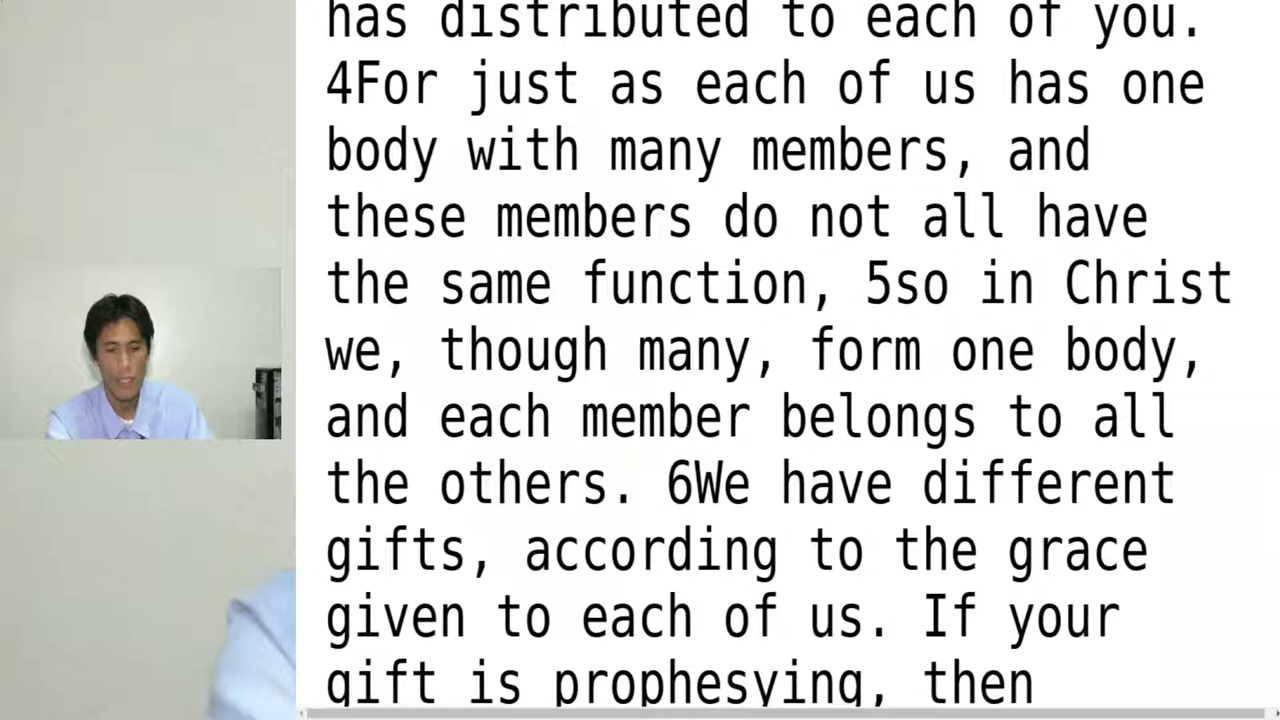 has distributed to each of you.
4For just as each of us has one
body with many members, and
these members do not all have
the same function, 5so in Christ
we, though many, form one body,
and each member belongs to all
the others. 6We have different
gifts, according to the grace
given to each of us. If your
gift is prophesying, then